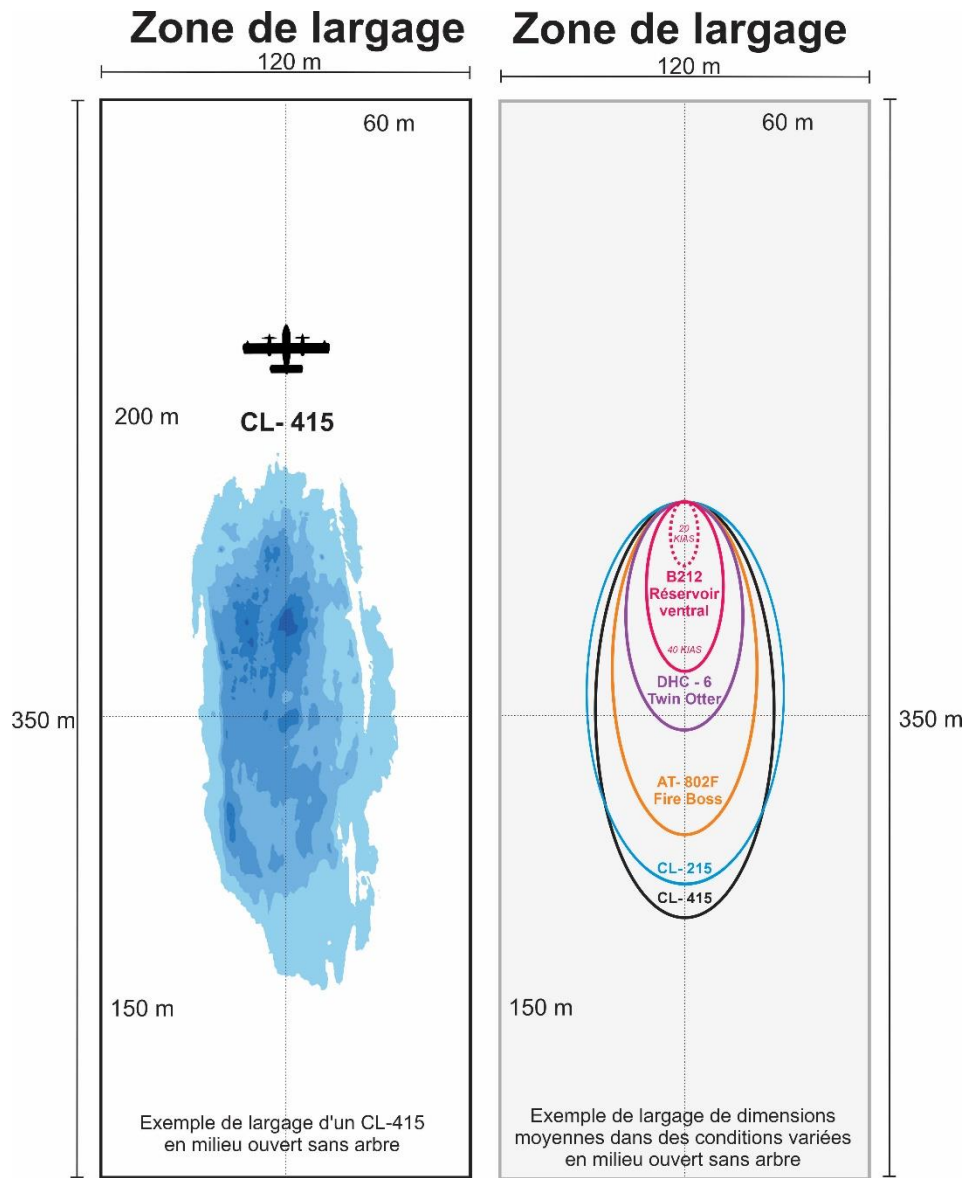 Zone de largage
120 m
60 m
200 m
CL- 415
350 m
150 m
Exemple de largage d'un CL-415
en milieu ouvert sans arbre
Zone de largage
120 m
60 m
20
KIAS
B212
Réservoir
ventral
40 KIAS
DHC - 6
Twin Otter
350 m
AT- 802F
Fire Boss
CL- 215
CL- 415
150 m
Exemple de largage de dimensions
moyennes dans des conditions variées
en milieu ouvert sans arbre